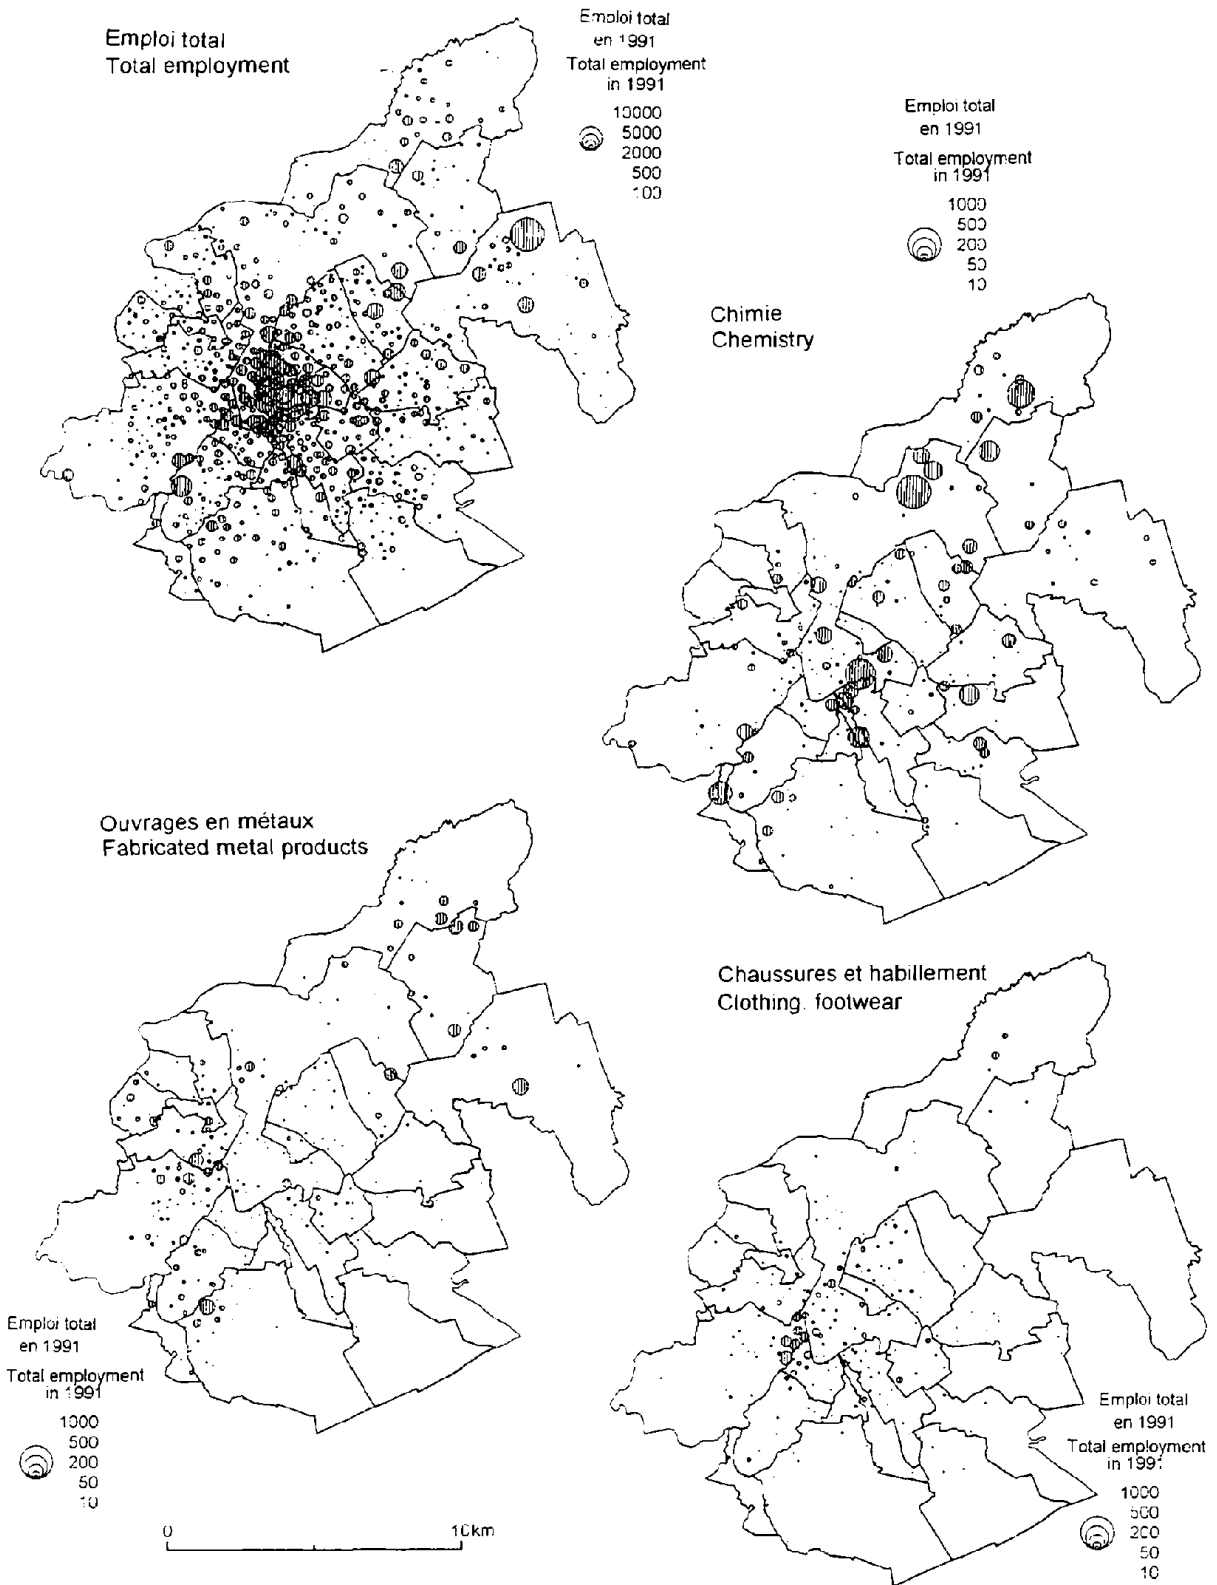 Emploi total
Total employment
Emploi total
en 1991
Total employment
in 1991
10000
5000
2000
500
100
Emploi total
en 1991
Total employment
in 1991
1000
500
200
50
10
Chimie
Chemistry
Ouvrages en métaux
Fabricated metal products
Chaussures et habillement
Clothing, footwear
Emploi total
en 1991
Total employment
in 1991
1000
500
200
50
10
Emploi total
en 1991
Total employment
in 1991
1000
500
200
50
10
0
10km